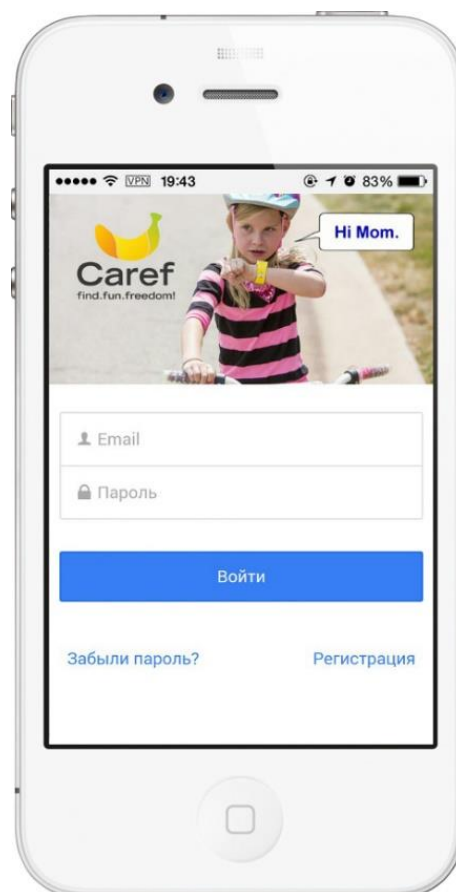 VPN 19:43 83%
Hi Mom.
Caref
find.fun.freedom!
Email
Пароль
Войти
Забыли пароль? Регистрация